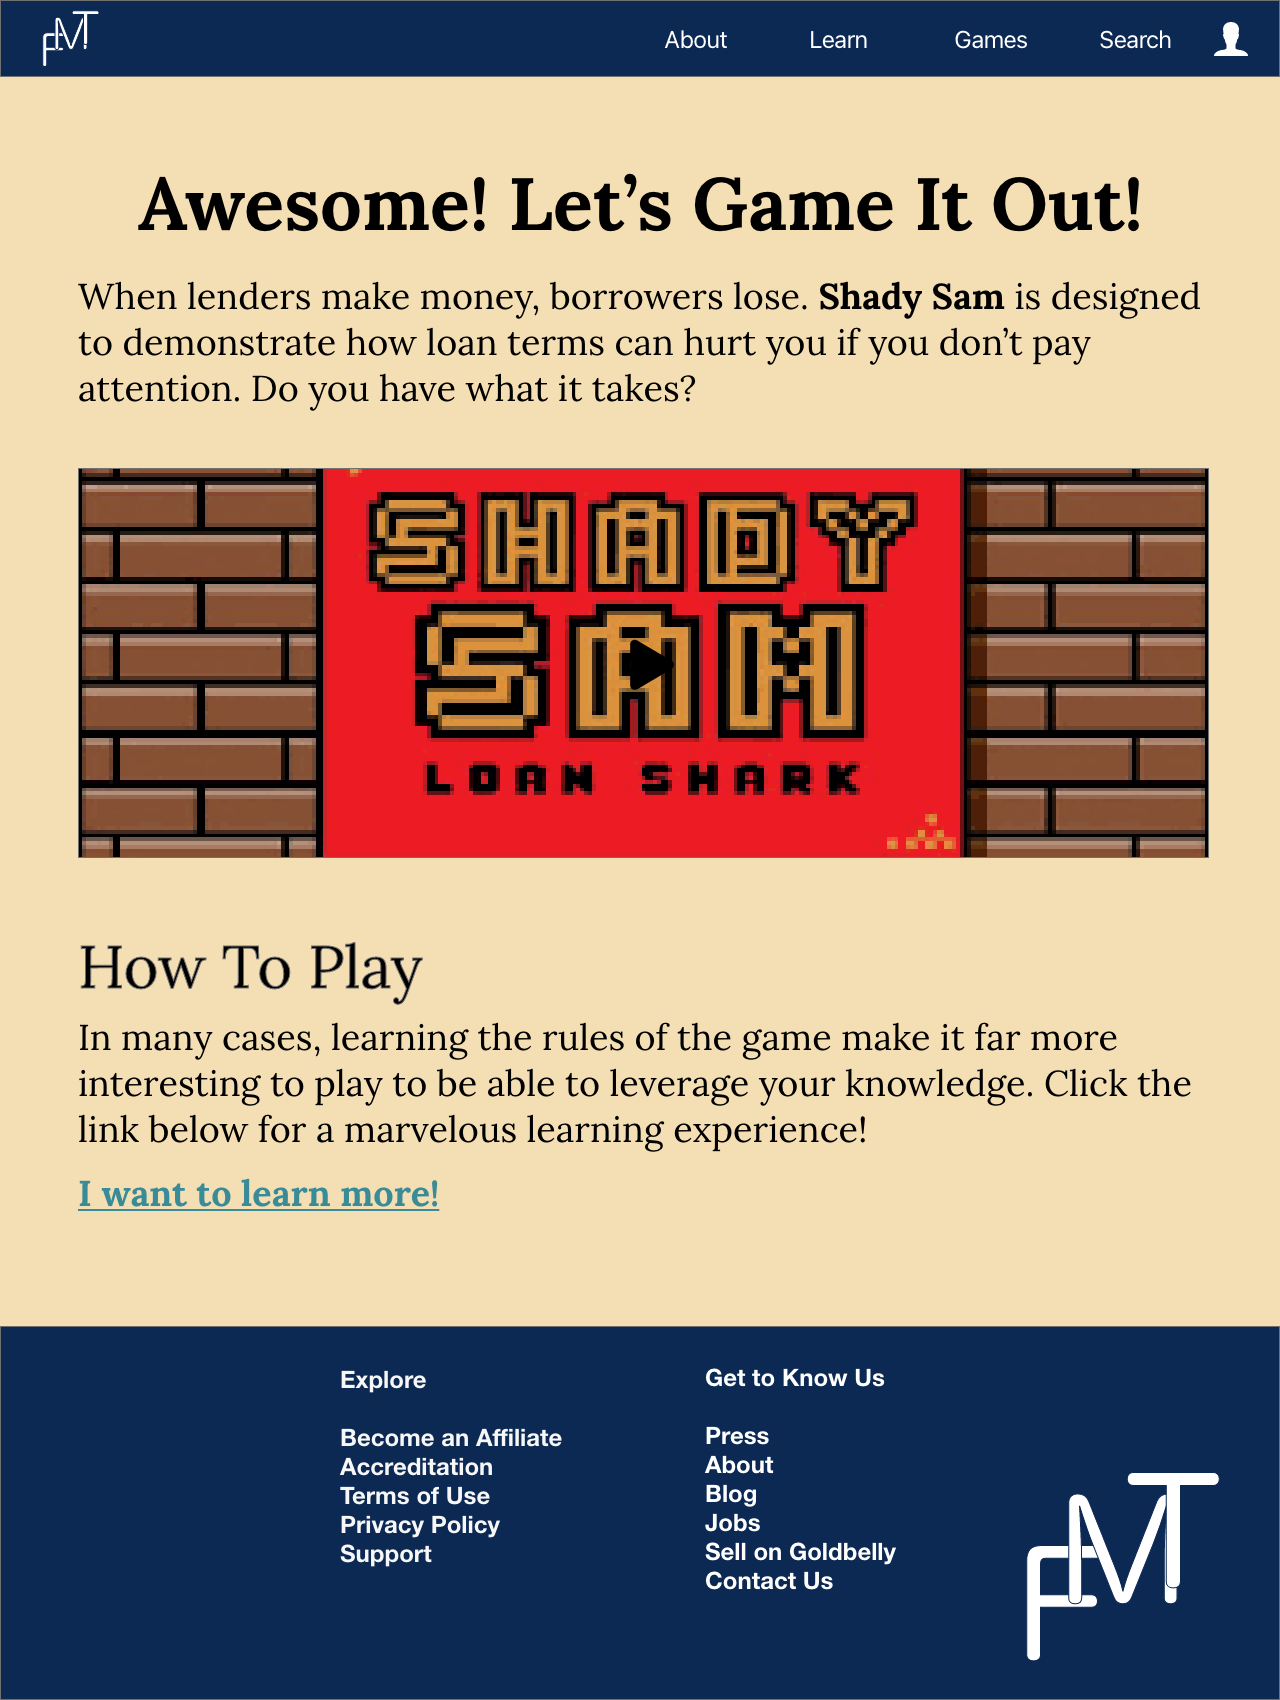 FMT
About Learn Games Search
Awesome! Let’s Game It Out!
When lenders make money, borrowers lose. Shady Sam is designed
to demonstrate how loan terms can hurt you if you don’t pay
attention. Do you have what it takes?
SHADY
SAM
LOAN SHARK
How To Play
In many cases, learning the rules of the game make it far more
interesting to play to be able to leverage your knowledge. Click the
link below for a marvelous learning experience!
I want to learn more!
Explore
Become an Affiliate
Accreditation
Terms of Use
Privacy Policy
Support
Get to Know Us
Press
About
Blog
Jobs
Sell on Goldbelly
Contact Us
FMT